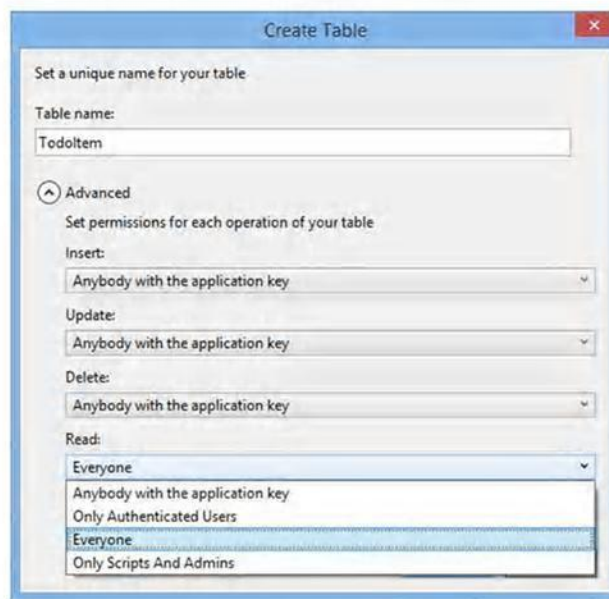 Create Table
Set a unique name for your table
Table name:
TodoItem
Advanced
Set permissions for each operation of your table
Insert:
Anybody with the application key
Update:
Anybody with the application key
Delete:
Anybody with the application key
Read:
Everyone
Anybody with the application key
Only Authenticated Users
Everyone
Only Scripts And Admins